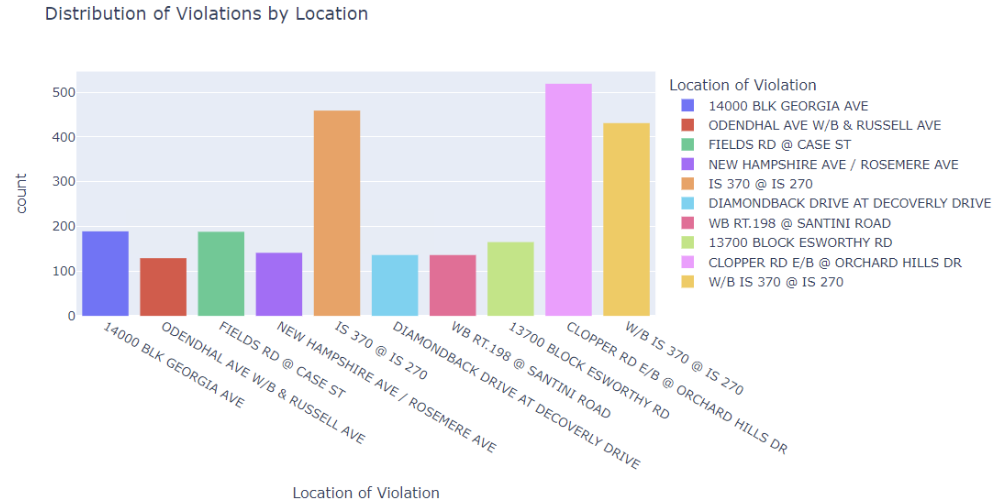 Distribution of Violations by Location
count
500
400
300
200
100
0
14000 BLK GEORGIA AVE
ODENDHAL AVE W/B & RUSSELL AVE
FIELDS RD @ CASE ST
NEW HAMPSHIRE AVE / ROSEMERE AVE
IS 370 @ IS 270
DIAMONDBACK DRIVE AT DECOVERLY DRIVE
WB RT.198 @ SANTINI ROAD
13700 BLOCK ESWORTHY RD
CLOPPER RD E/B @ ORCHARD HILLS DR
W/B IS 370 @ IS 270
Location of Violation
Location of Violation
14000 BLK GEORGIA AVE
ODENDHAL AVE W/B & RUSSELL AVE
FIELDS RD @ CASE ST
NEW HAMPSHIRE AVE / ROSEMERE AVE
IS 370 @ IS 270
DIAMONDBACK DRIVE AT DECOVERLY DRIVE
WB RT.198 @ SANTINI ROAD
13700 BLOCK ESWORTHY RD
CLOPPER RD E/B @ ORCHARD HILLS DR
W/B IS 370 @ IS 270